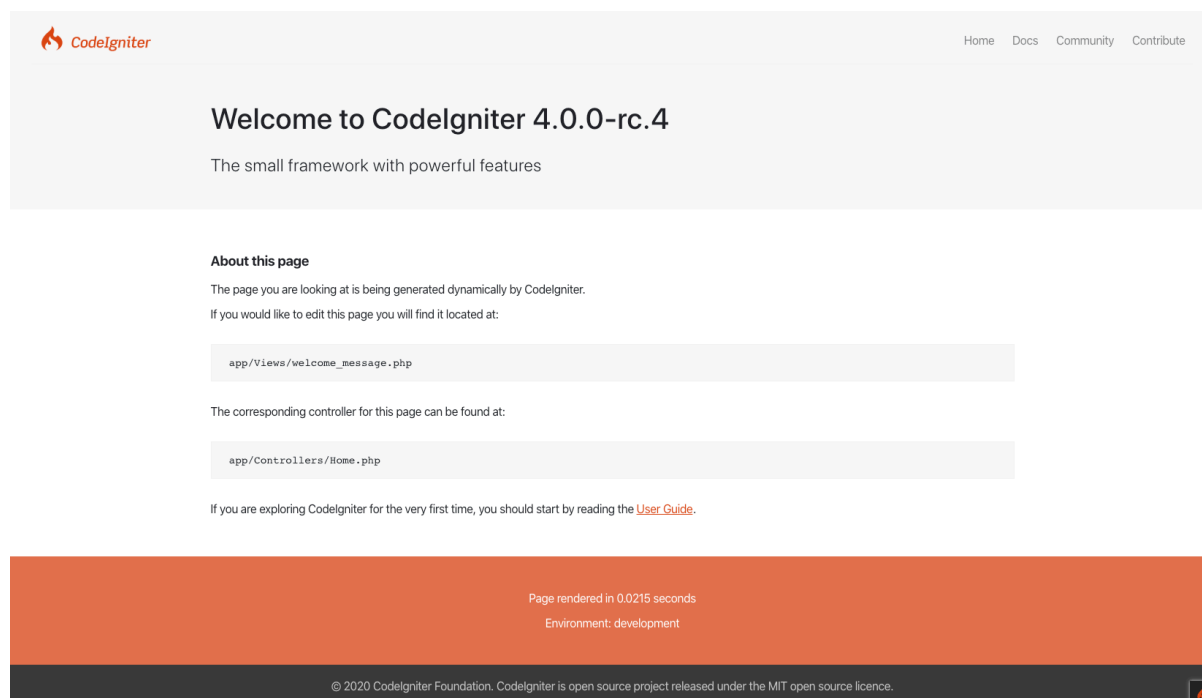 CodeIgniter
Home Docs Community Contribute
Welcome to CodeIgniter 4.0.0-rc.4
The small framework with powerful features
About this page
The page you are looking at is being generated dynamically by CodeIgniter.
If you would like to edit this page you will find it located at:
app/Views/welcome_message.php
The corresponding controller for this page can be found at:
app/Controllers/Home.php
If you are exploring CodeIgniter for the very first time, you should start by reading the User Guide.
Page rendered in 0.0215 seconds
Environment: development
© 2020 CodeIgniter Foundation. CodeIgniter is open source project released under the MIT open source licence.